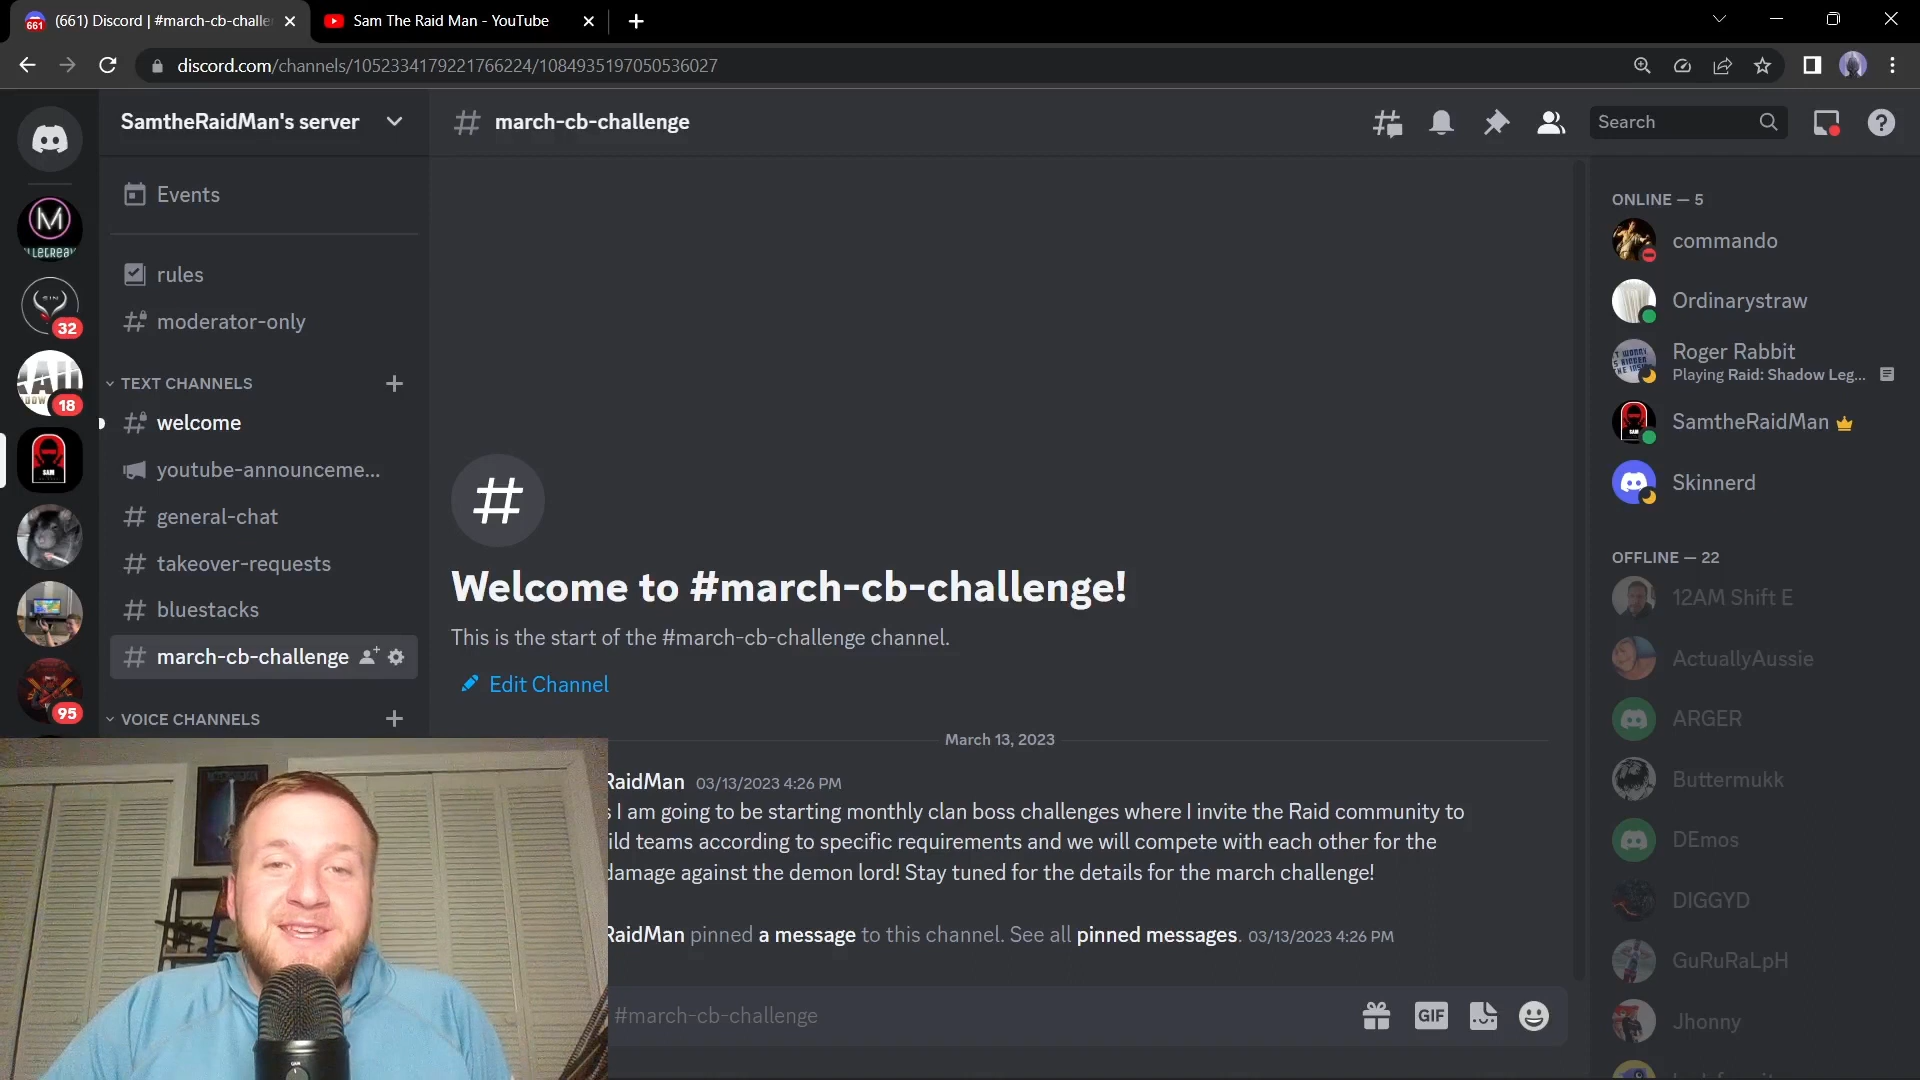 (661) Discord | #march-cb-challe
Sam The Raid Man - YouTube
discord.com/channels/1052334179221766224/1084935197050536027
SamtheRaidMan's server
march-cb-challenge
Search
Events
rules
moderator-only
TEXT CHANNELS
welcome
youtube-announceme...
general-chat
takeover-requests
bluestacks
march-cb-challenge
VOICE CHANNELS
32
18
95
661
Welcome to #march-cb-challenge!
This is the start of the #march-cb-challenge channel.
Edit Channel
March 13, 2023
RaidMan 03/13/2023 4:26 PM
I am going to be starting monthly clan boss challenges where I invite the Raid community to
ild teams according to specific requirements and we will compete with each other for the
damage against the demon lord! Stay tuned for the details for the march challenge!
RaidMan pinned a message to this channel. See all pinned messages. 03/13/2023 4:26 PM
#march-cb-challenge
GIF
ONLINE — 5
commando
Ordinarystraw
Roger Rabbit
Playing Raid: Shadow Leg...
SamtheRaidMan
Skinnerd
OFFLINE — 22
12AM Shift E
ActuallyAussie
ARGER
Buttermukk
DEmos
DIGGYD
GuRuRaLpH
Jhonny